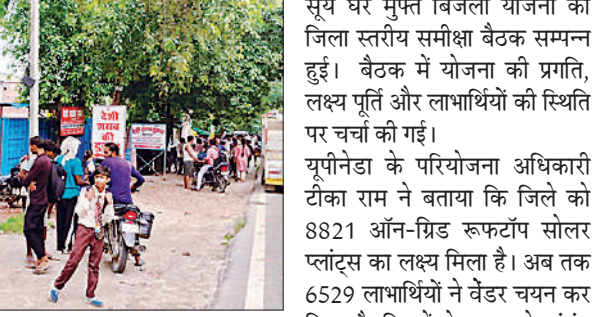 देशी
शराब
की
सूर्य घर मुफ्त बिजली योजना की
जिला स्तरीय समीक्षा बैठक सम्पन्न
हुई। बैठक में योजना की प्रगति,
लक्ष्य पूर्ति और लाभार्थियों की स्थिति
पर चर्चा की गई।
यूपीनेडा के परियोजना अधिकारी
टीका राम ने बताया कि जिले को
8821 ऑन-ग्रिड रूफटॉप सोलर
प्लांट्स का लक्ष्य मिला है। अब तक
6529 लाभार्थियों ने वेंडर चयन कर